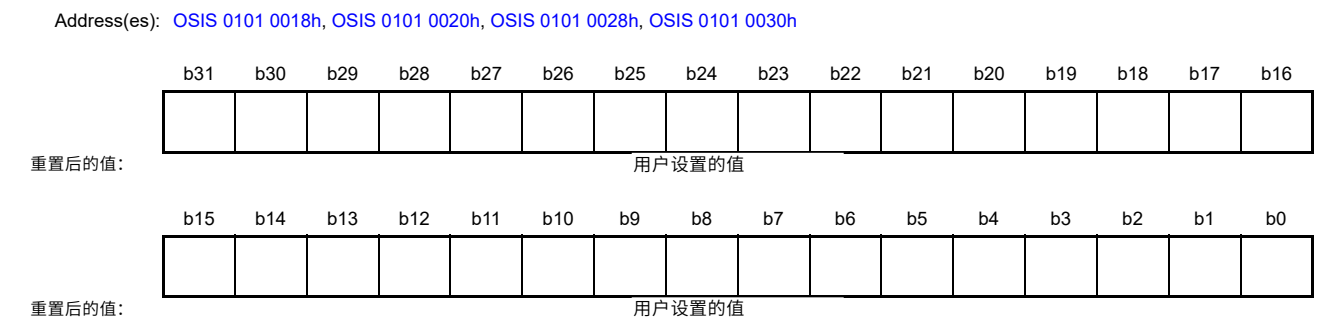 Address(es): OSIS 0101 0018h, OSIS 0101 0020h, OSIS 0101 0028h, OSIS 0101 0030h
b31 b30 b29 b28 b27 b26 b25 b24 b23 b22 b21 b20 b19 b18 b17 b16
重置后的值: 用户设置的值
b15 b14 b13 b12 b11 b10 b9 b8 b7 b6 b5 b4 b3 b2 b1 b0
重置后的值: 用户设置的值